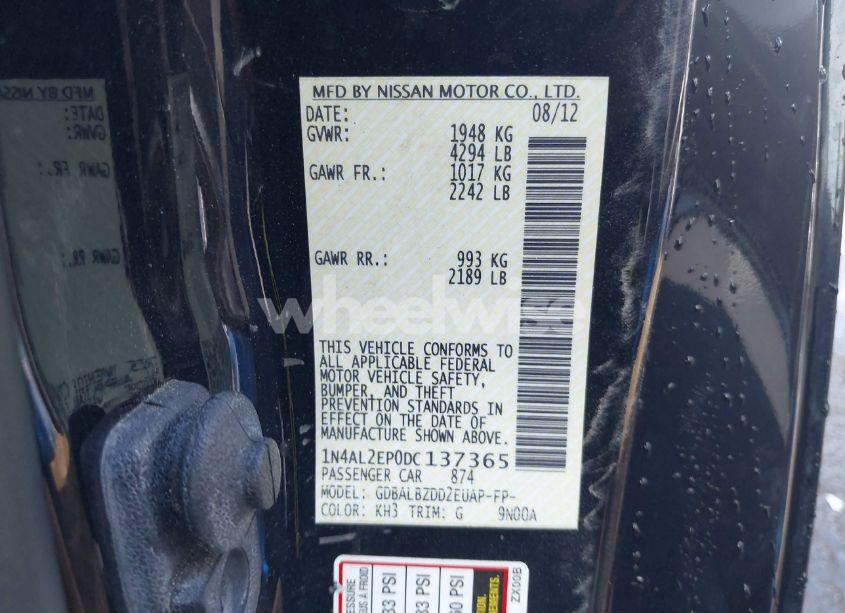 MFD BY NISSAN MOTOR CO., LTD.
DATE: 08/12
GVWR: 1948 KG
4294 LB
GAWR FR.: 1017 KG
2242 LB
GAWR RR.: 993 KG
2189 LB
THIS VEHICLE CONFORMS TO
ALL APPLICABLE FEDERAL
MOTOR VEHICLE SAFETY,
BUMPER, AND THEFT
PREVENTION STANDARDS IN
EFFECT ON THE DATE OF
MANUFACTURE SHOWN ABOVE.
1N4AL2EP0DC137365
PASSENGER CAR 874
MODEL: GDBALBZDD2EUAP-FP-
COLOR: KH3 TRIM: G 9N00A
wheelwise
ZX00B